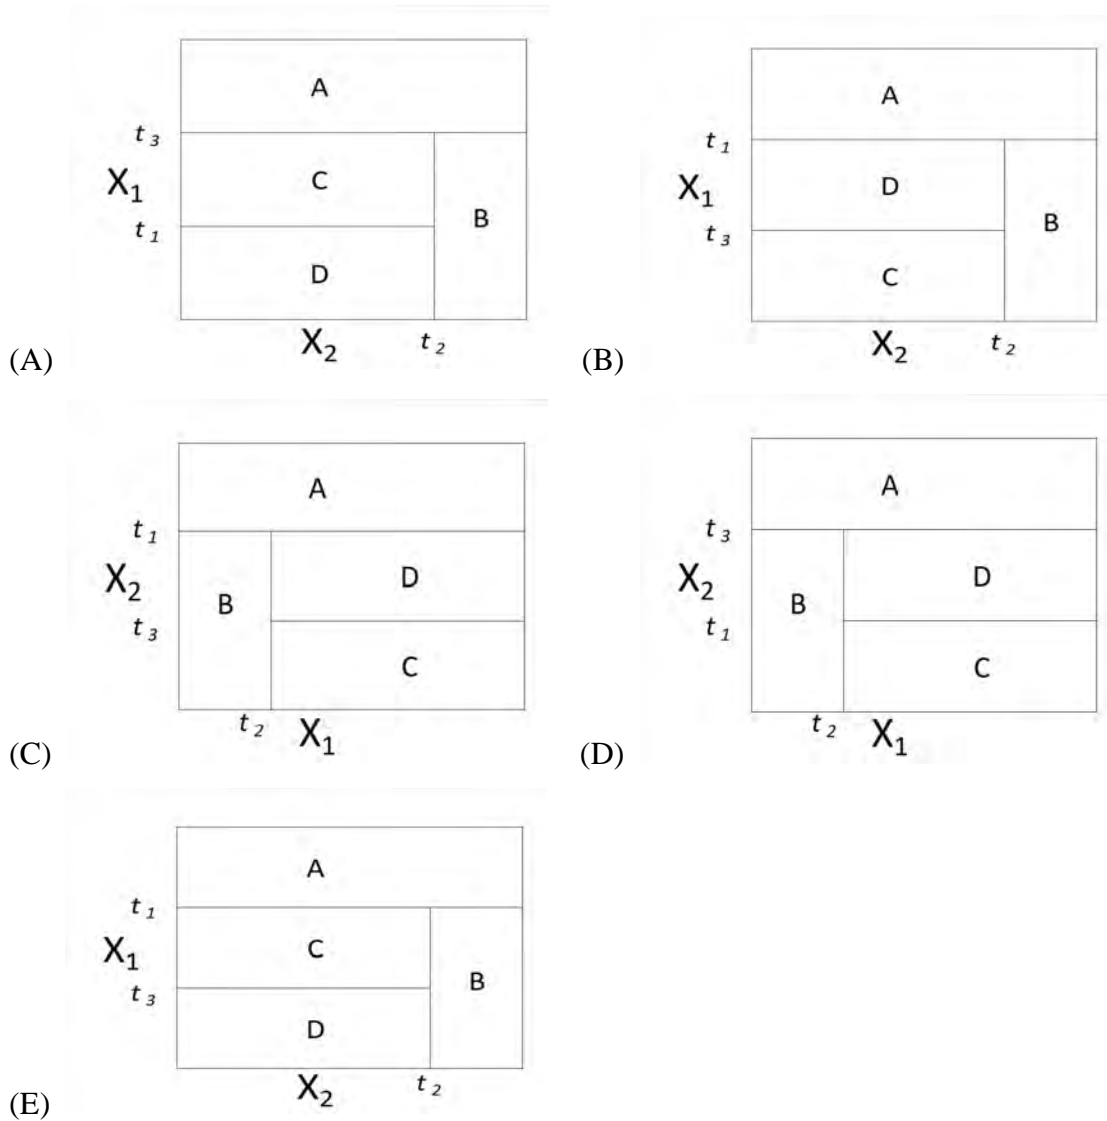 A
t₃
C
X₁
t₁
B
D
X₂ t₂
(A)
A
t₁
D
X₁
t₃
B
C
X₂ t₂
(B)
A
t₁
D
X₂
B
t₃
C
t₂ X₁
(C)
A
t₃
D
X₂
B
t₁
C
t₂ X₁
(D)
A
t₁
C
X₁
B
t₃
D
X₂ t₂
(E)